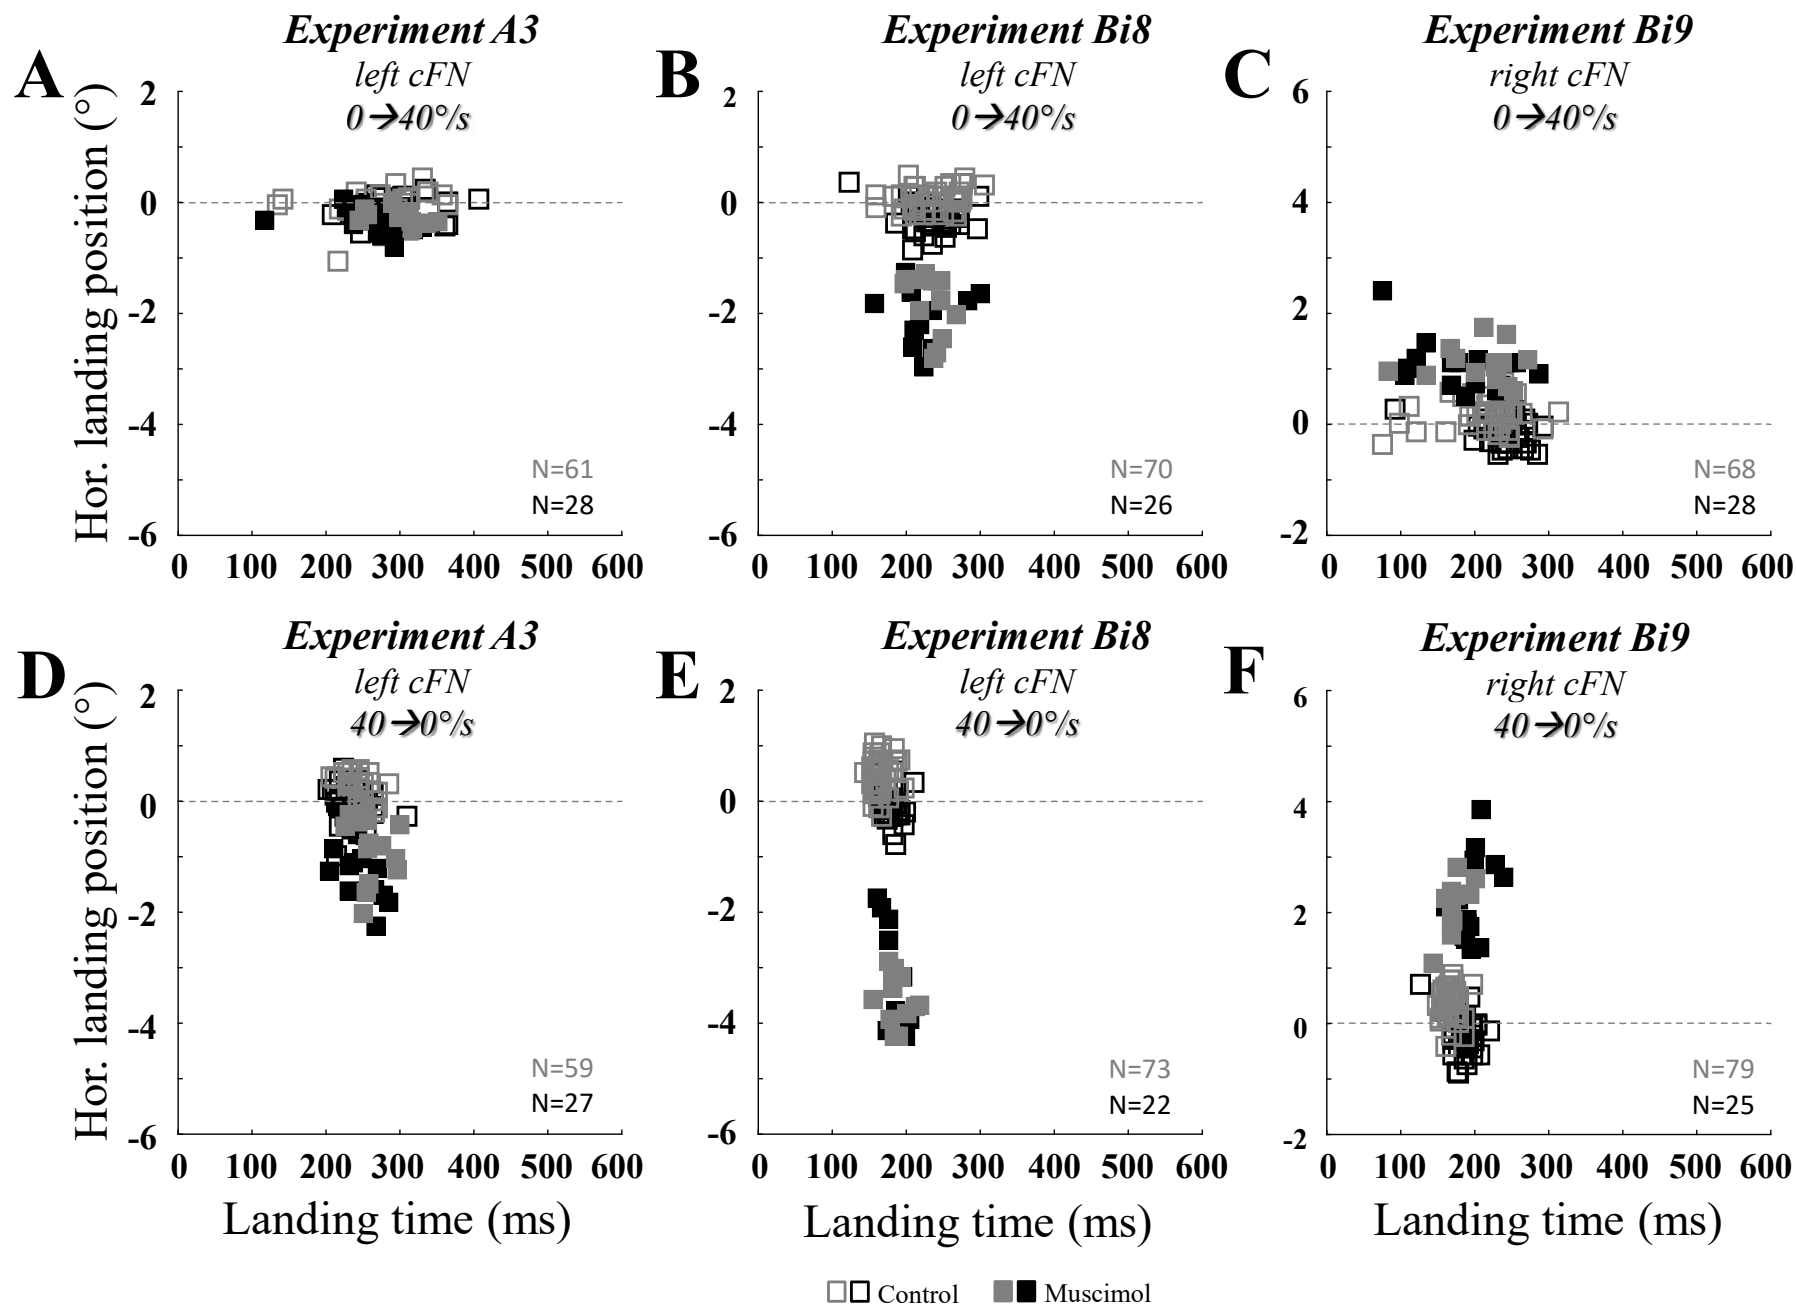 A
Experiment A3
left cFN
0→40°/s
Hor. landing position (°)
2
0
-2
-4
-6
N=61
N=28
0 100 200 300 400 500 600
B
Experiment Bi8
left cFN
0→40°/s
2
0
-2
-4
-6
N=70
N=26
0 100 200 300 400 500 600
C
Experiment Bi9
right cFN
0→40°/s
6
4
2
0
-2
N=68
N=28
0 100 200 300 400 500 600
D
Experiment A3
left cFN
40→0°/s
Hor. landing position (°)
2
0
-2
-4
-6
N=59
N=27
0 100 200 300 400 500 600
Landing time (ms)
E
Experiment Bi8
left cFN
40→0°/s
2
0
-2
-4
-6
N=73
N=22
0 100 200 300 400 500 600
Landing time (ms)
F
Experiment Bi9
right cFN
40→0°/s
6
4
2
0
-2
N=79
N=25
0 100 200 300 400 500 600
Landing time (ms)
Control Muscimol